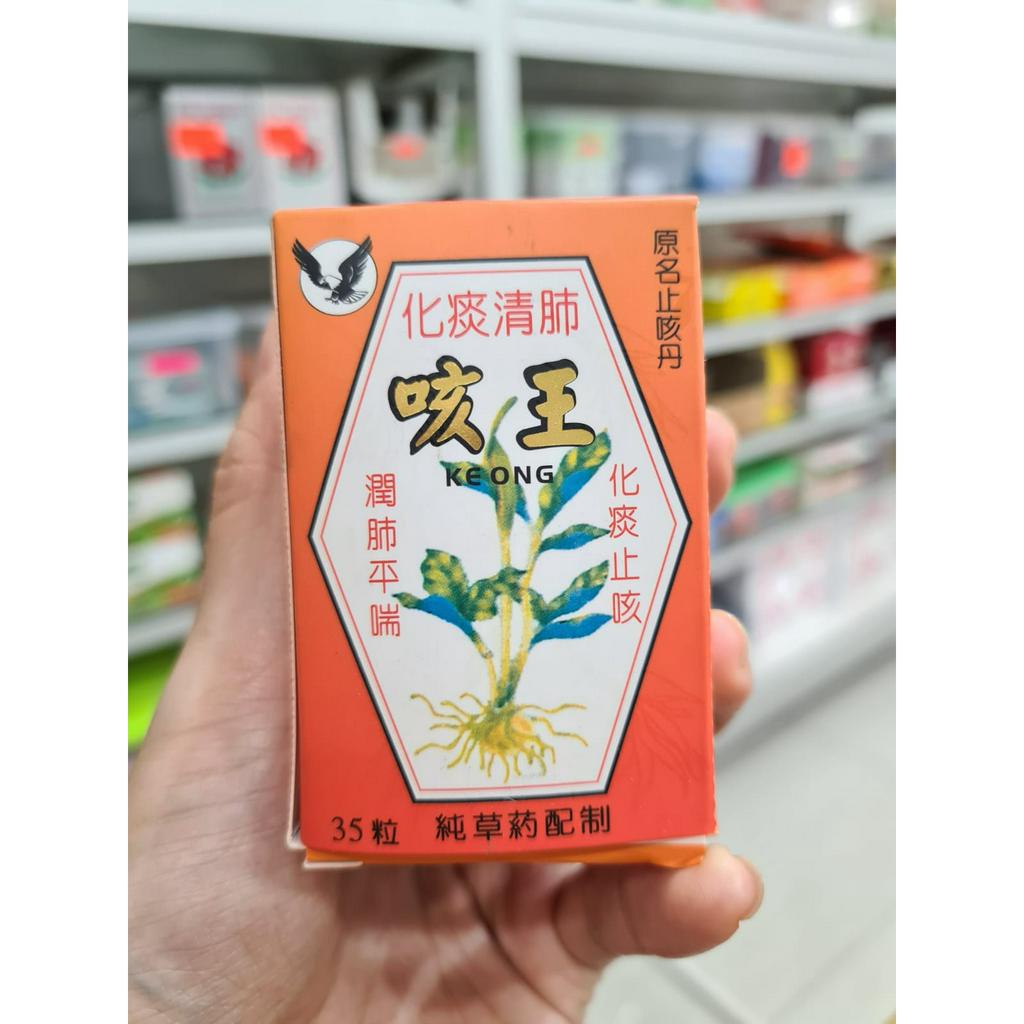 原名止咳丹
化痰清肺
咳王
KE ONG
潤肺平喘
化痰止咳
35粒 純草葯配制